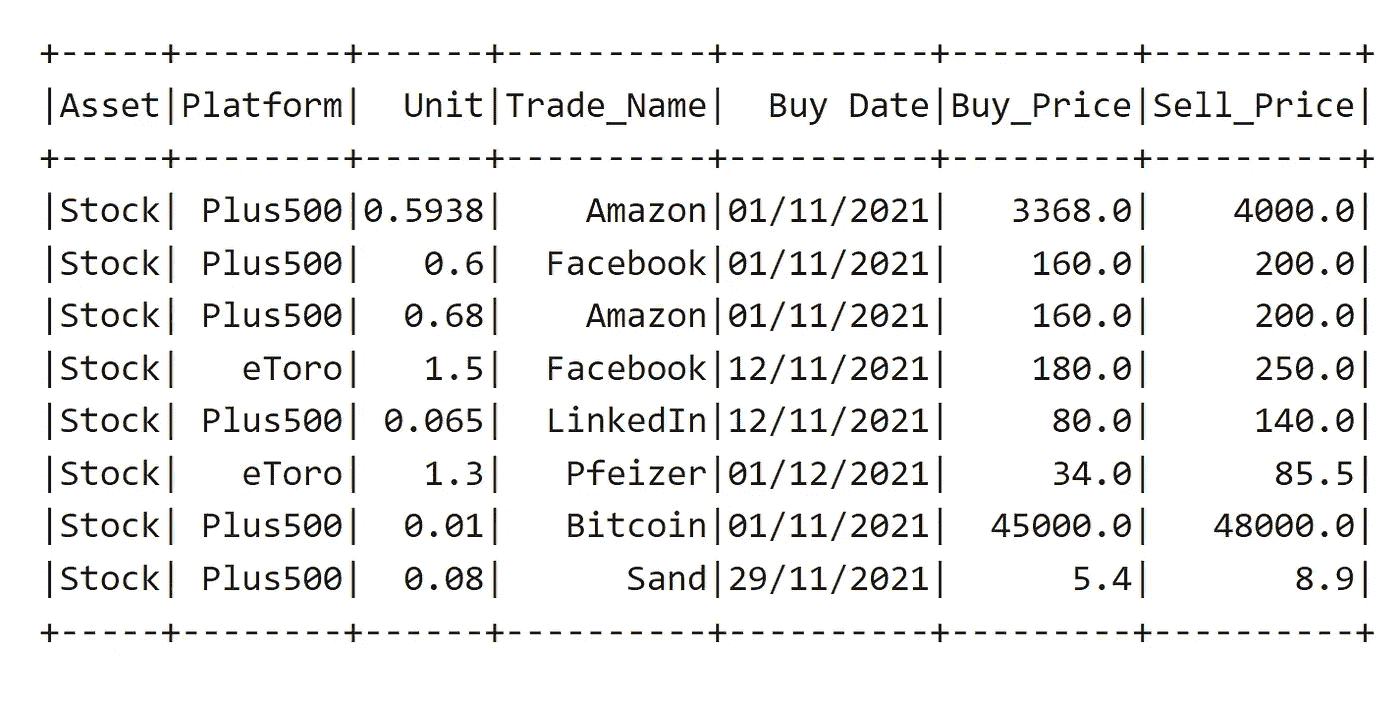 +-----+--------+------+----------+----------+---------+----------+
|Asset|Platform|  Unit|Trade_Name|  Buy Date|Buy_Price|Sell_Price|
+-----+--------+------+----------+----------+---------+----------+
|Stock| Plus500|0.5938|    Amazon|01/11/2021|   3368.0|    4000.0|
|Stock| Plus500|   0.6|  Facebook|01/11/2021|    160.0|     200.0|
|Stock| Plus500|  0.68|    Amazon|01/11/2021|    160.0|     200.0|
|Stock|   eToro|   1.5|  Facebook|12/11/2021|    180.0|     250.0|
|Stock| Plus500| 0.065|  LinkedIn|12/11/2021|     80.0|     140.0|
|Stock|   eToro|   1.3|   Pfeizer|01/12/2021|     34.0|      85.5|
|Stock| Plus500|  0.01|   Bitcoin|01/11/2021|  45000.0|   48000.0|
|Stock| Plus500|  0.08|      Sand|29/11/2021|      5.4|       8.9|
+-----+--------+------+----------+----------+---------+----------+